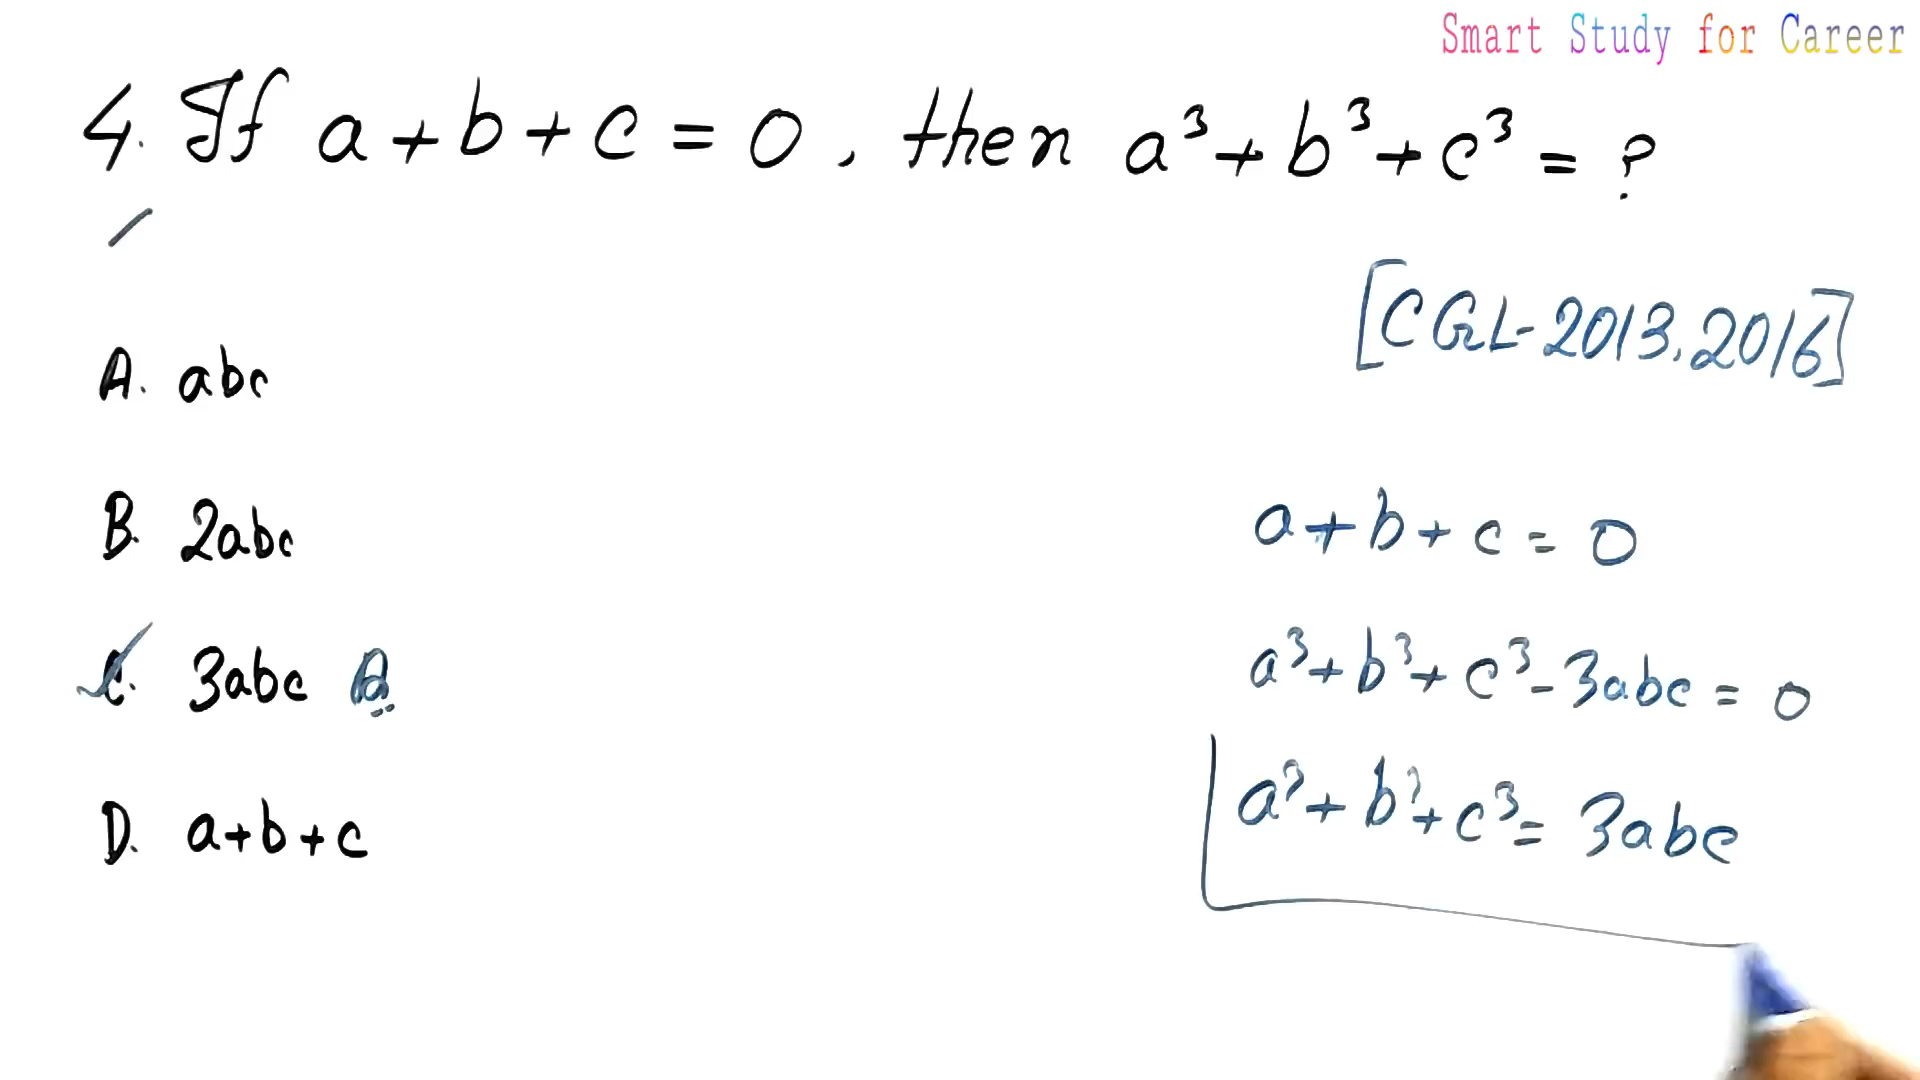 Smart Study for Career
4. If a + b + c = 0, then a³ + b³ + c³ = ?
[CGL-2013, 2016]
A. abc
B. 2abc
C. 3abc
D. a+b+c
a + b + c = 0
a³ + b³ + c³ - 3abc = 0
a³ + b³ + c³ = 3abc